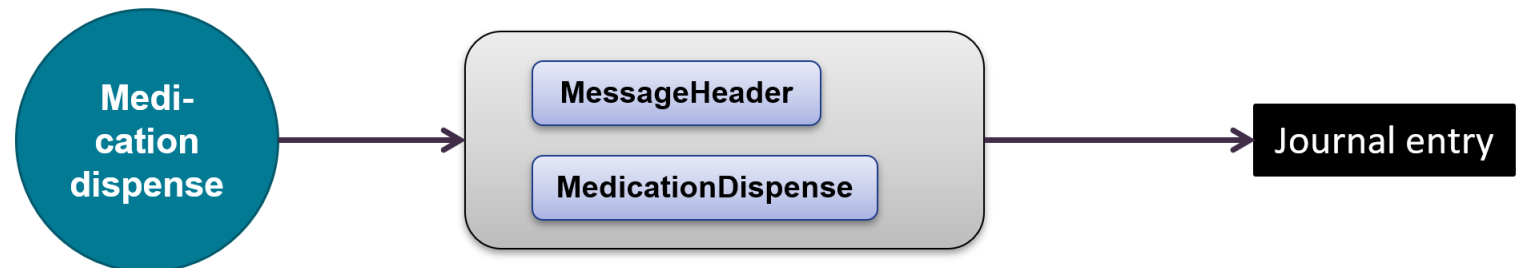 Medi-
cation
dispense
MessageHeader
MedicationDispense
Journal entry